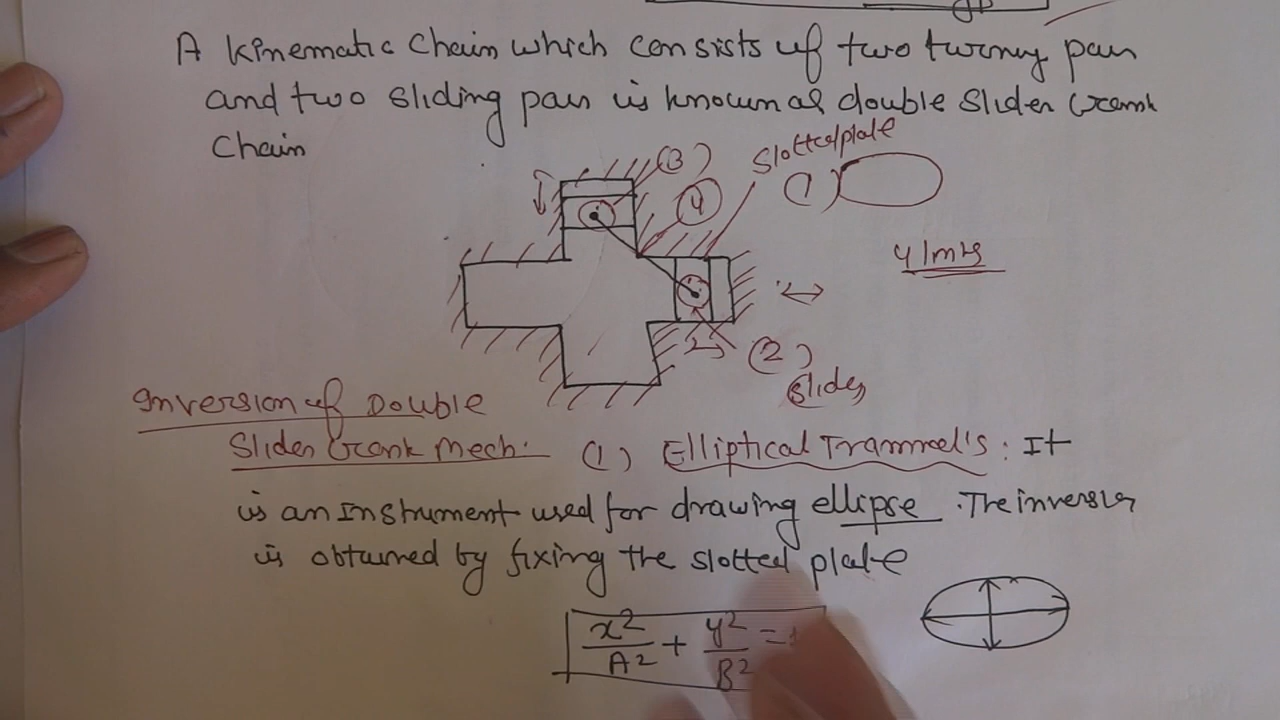 A Kinematic Chain which consists of two turning pair
and two sliding pair is known as double Slider Crank
Chain
(3)
Slotted plate
(4)
(1)
4 links
(2)
Slides
Inversion of Double
Slider Crank Mech. (1) Elliptical Trammel's : It
is an Instrument used for drawing ellipse . The inversion
is obtained by fixing the slotted plate
x²/A² + y²/B² =